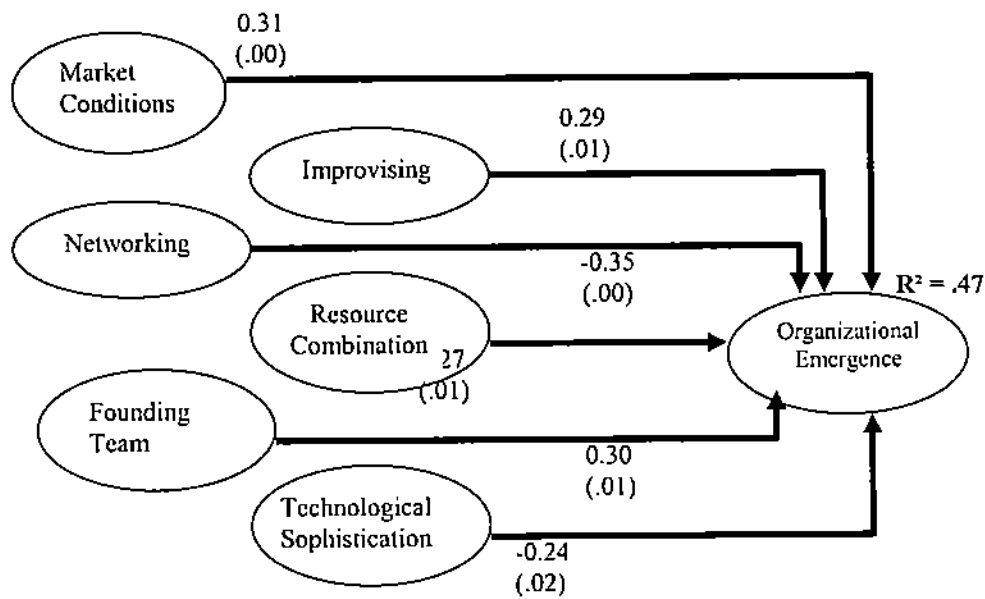 0.31
(.00)
Market
Conditions
0.29
(.01)
Improvising
Networking
-0.35
(.00)
R² = .47
Resource
Combination
27
(.01)
Organizational
Emergence
Founding
Team
0.30
(.01)
Technological
Sophistication
-0.24
(.02)